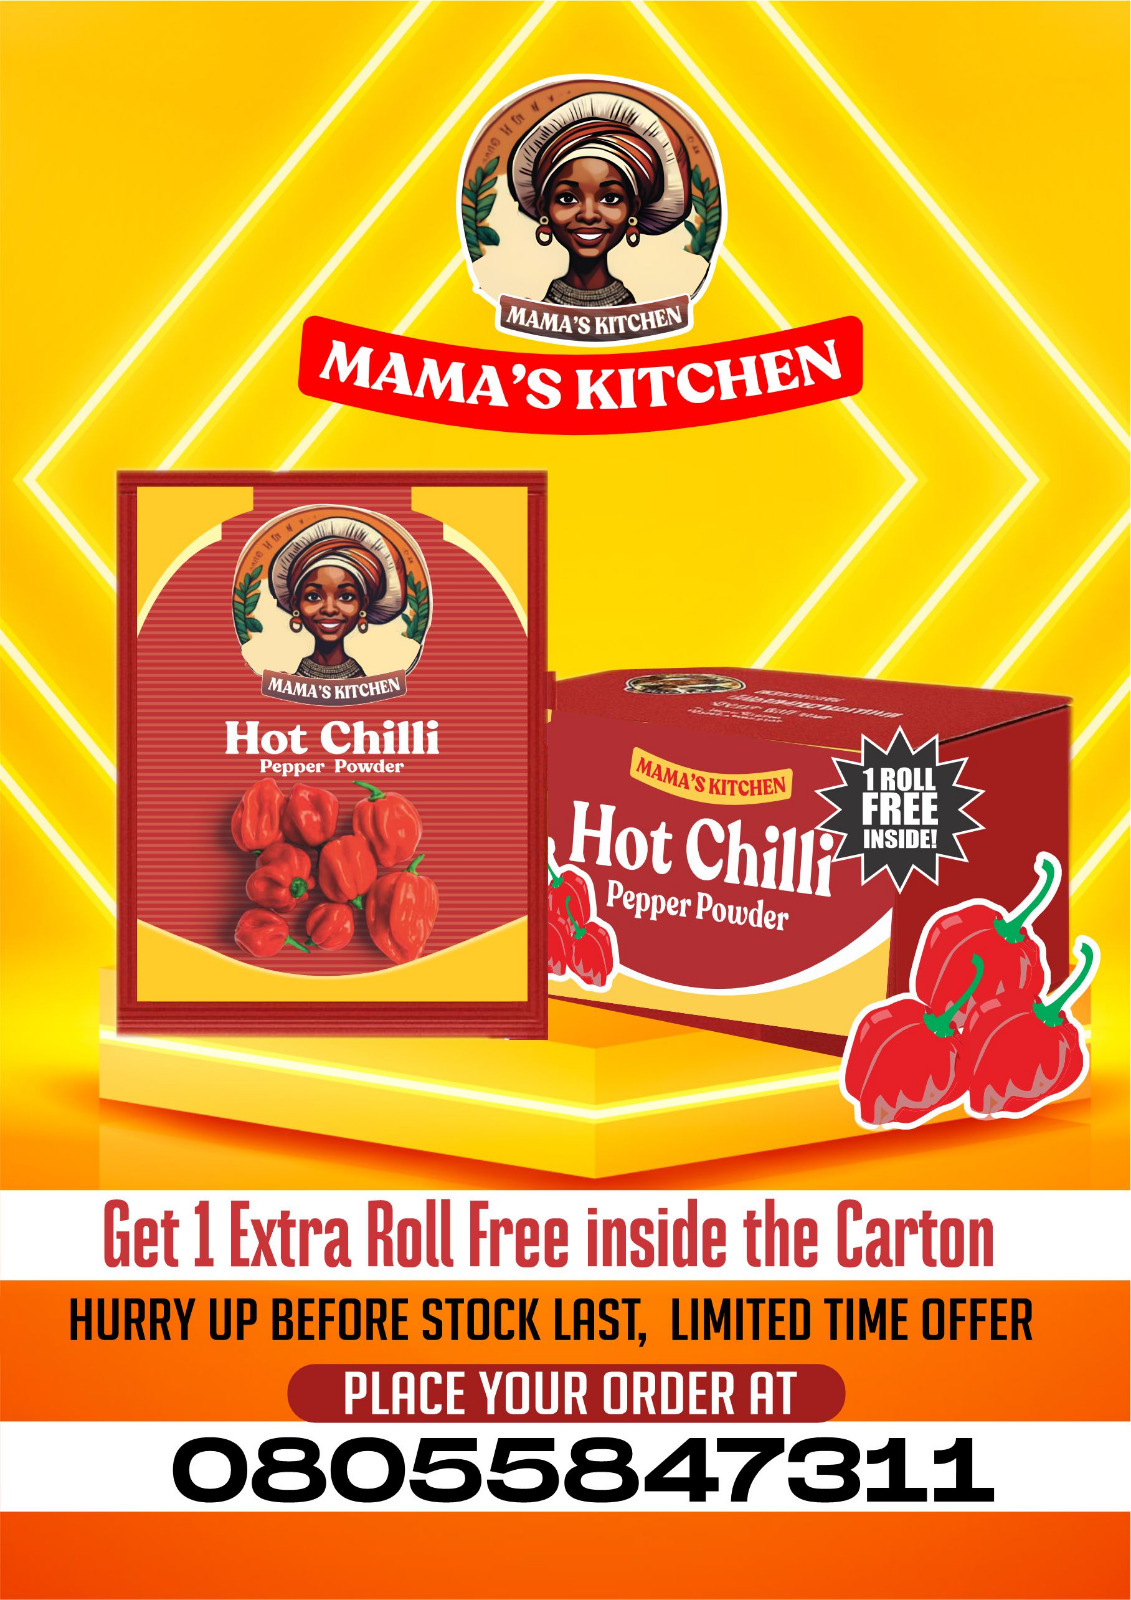 MAMA'S KITCHEN
MAMA'S KITCHEN
MAMA'S KITCHEN
Hot Chilli
Pepper Powder
MAMA'S KITCHEN
Hot Chilli
Pepper Powder
1 ROLL
FREE
INSIDE!
Get 1 Extra Roll Free inside the Carton
HURRY UP BEFORE STOCK LAST, LIMITED TIME OFFER
PLACE YOUR ORDER AT
08055847311